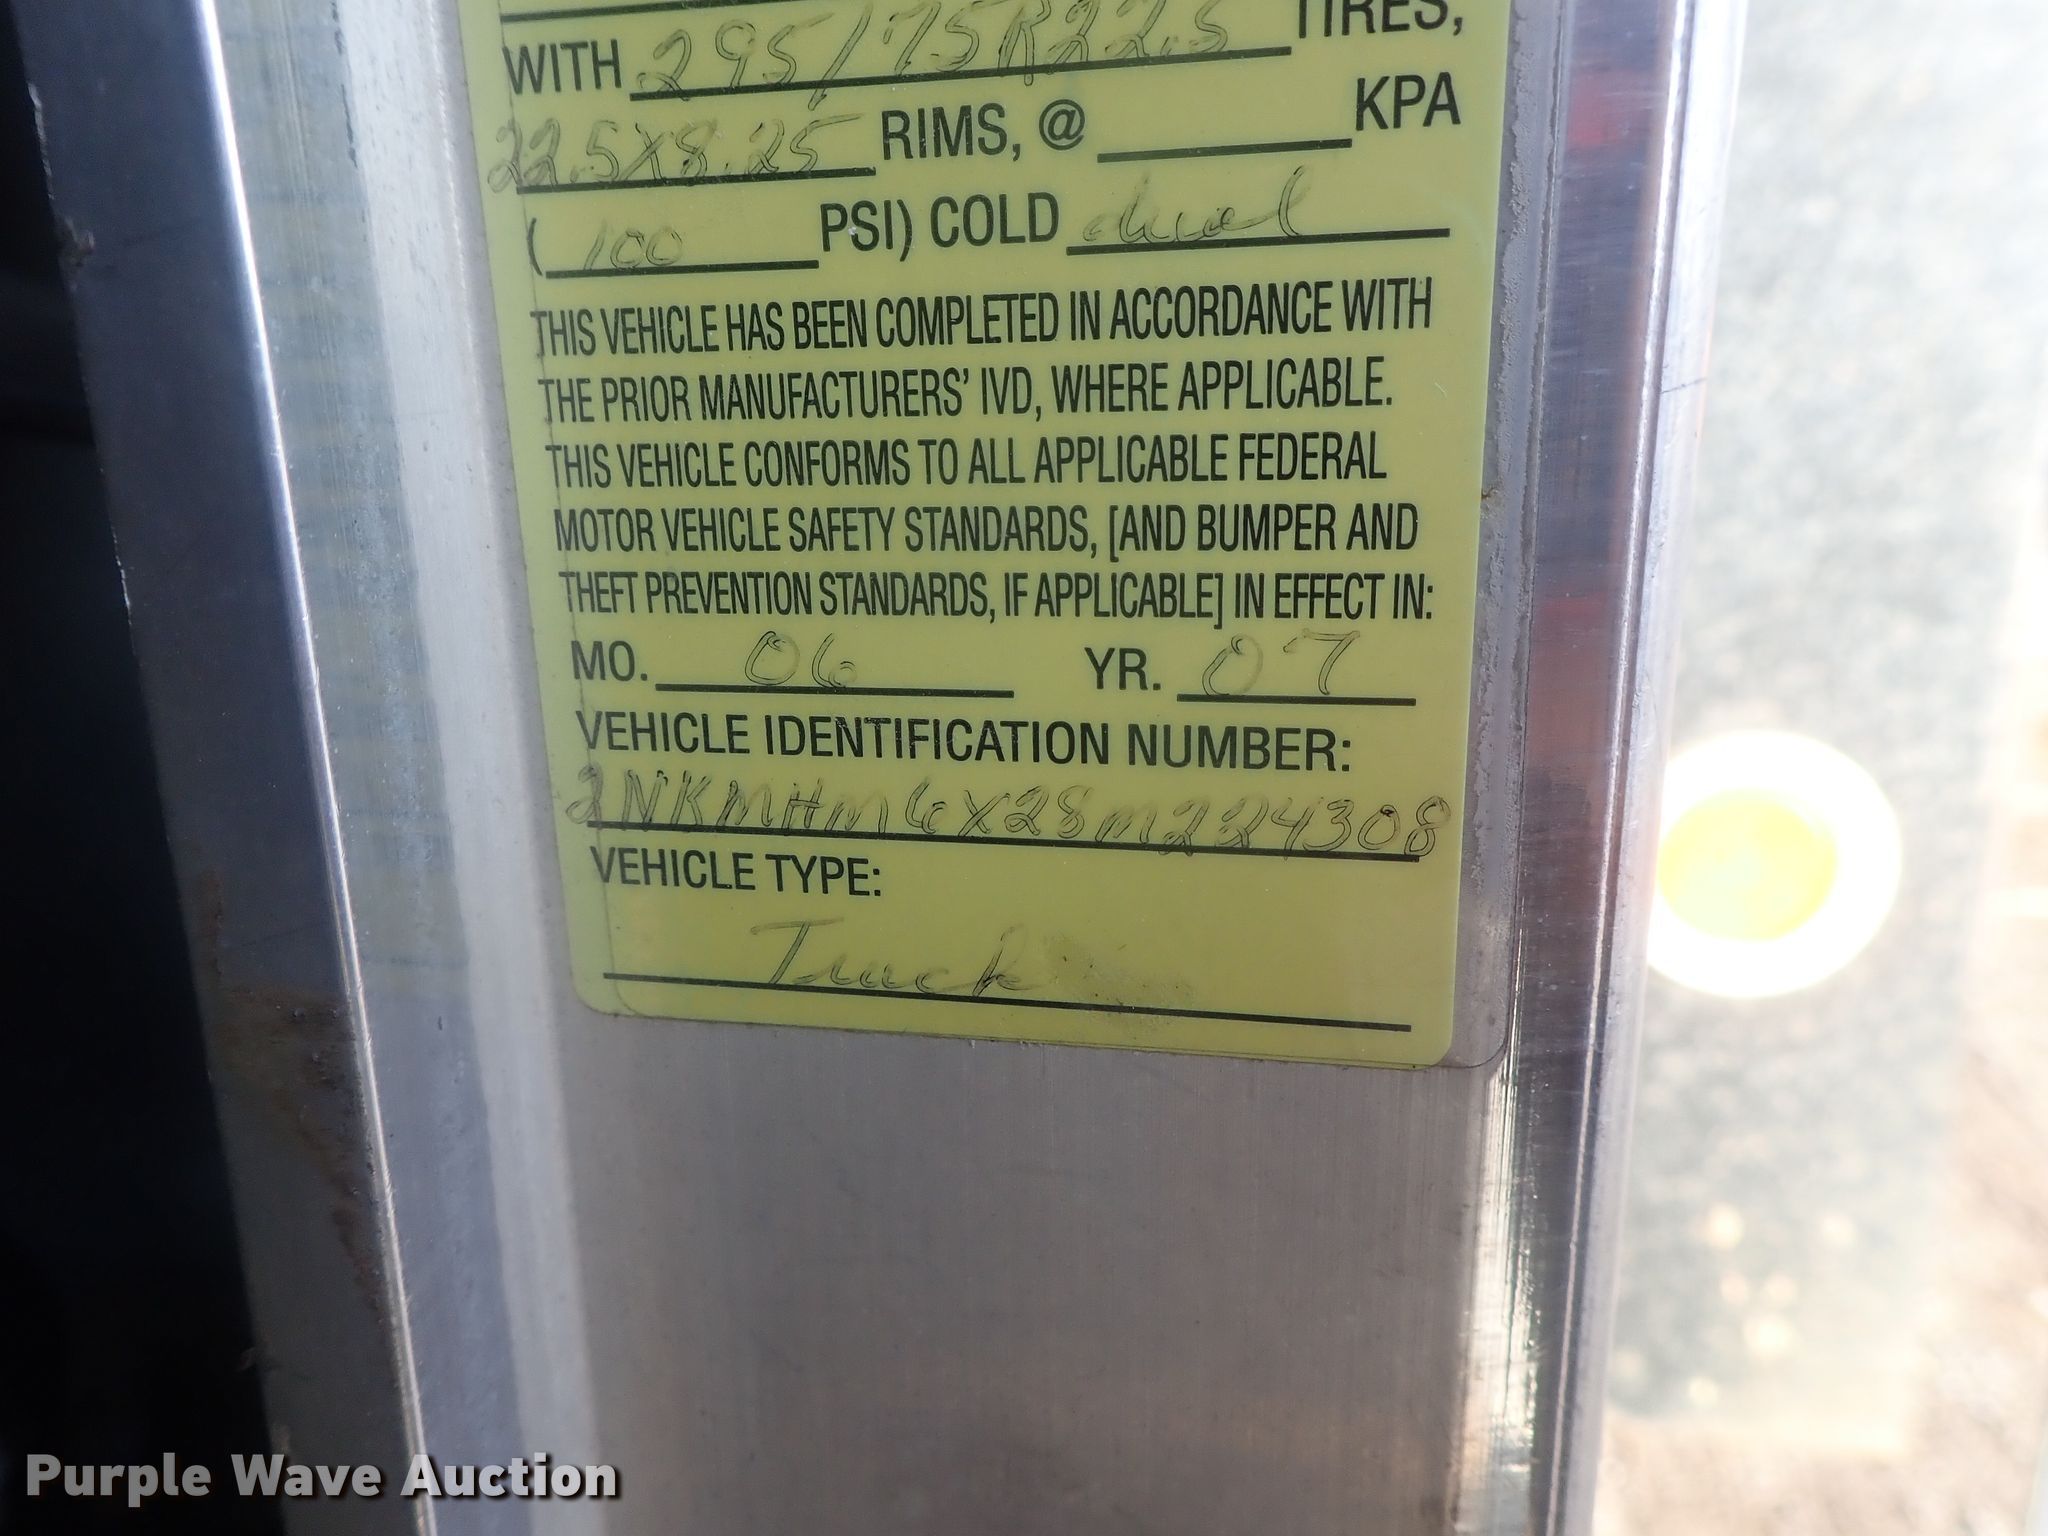 WITH 295/75R22.5 TIRES,
22.5X8.25 RIMS, @ ____ KPA
( 100 PSI) COLD dual
THIS VEHICLE HAS BEEN COMPLETED IN ACCORDANCE WITH
THE PRIOR MANUFACTURERS' IVD, WHERE APPLICABLE.
THIS VEHICLE CONFORMS TO ALL APPLICABLE FEDERAL
MOTOR VEHICLE SAFETY STANDARDS, [AND BUMPER AND
THEFT PREVENTION STANDARDS, IF APPLICABLE] IN EFFECT IN:
MO. 06 YR. 07
VEHICLE IDENTIFICATION NUMBER:
2NKMHM6X28M224308
VEHICLE TYPE:
Truck
Purple Wave Auction